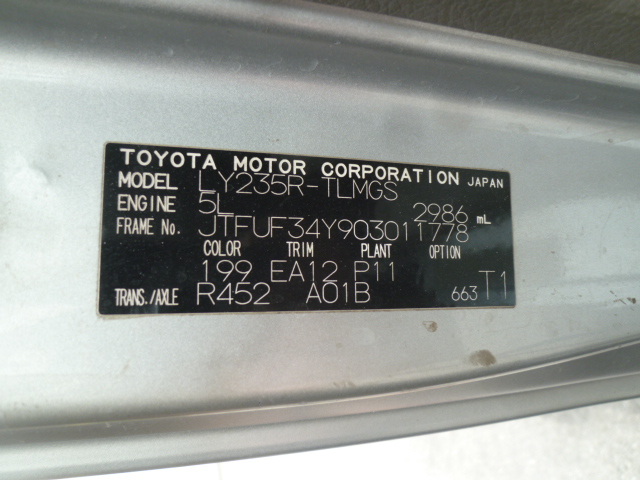 TOYOTA MOTOR CORPORATION JAPAN
MODEL LY235R-TLMGS
ENGINE 5L 2986 mL
FRAME No. JTFUF34Y903011778
COLOR TRIM PLANT OPTION
199 EA12 P11
TRANS./AXLE R452 A01B 663 T1